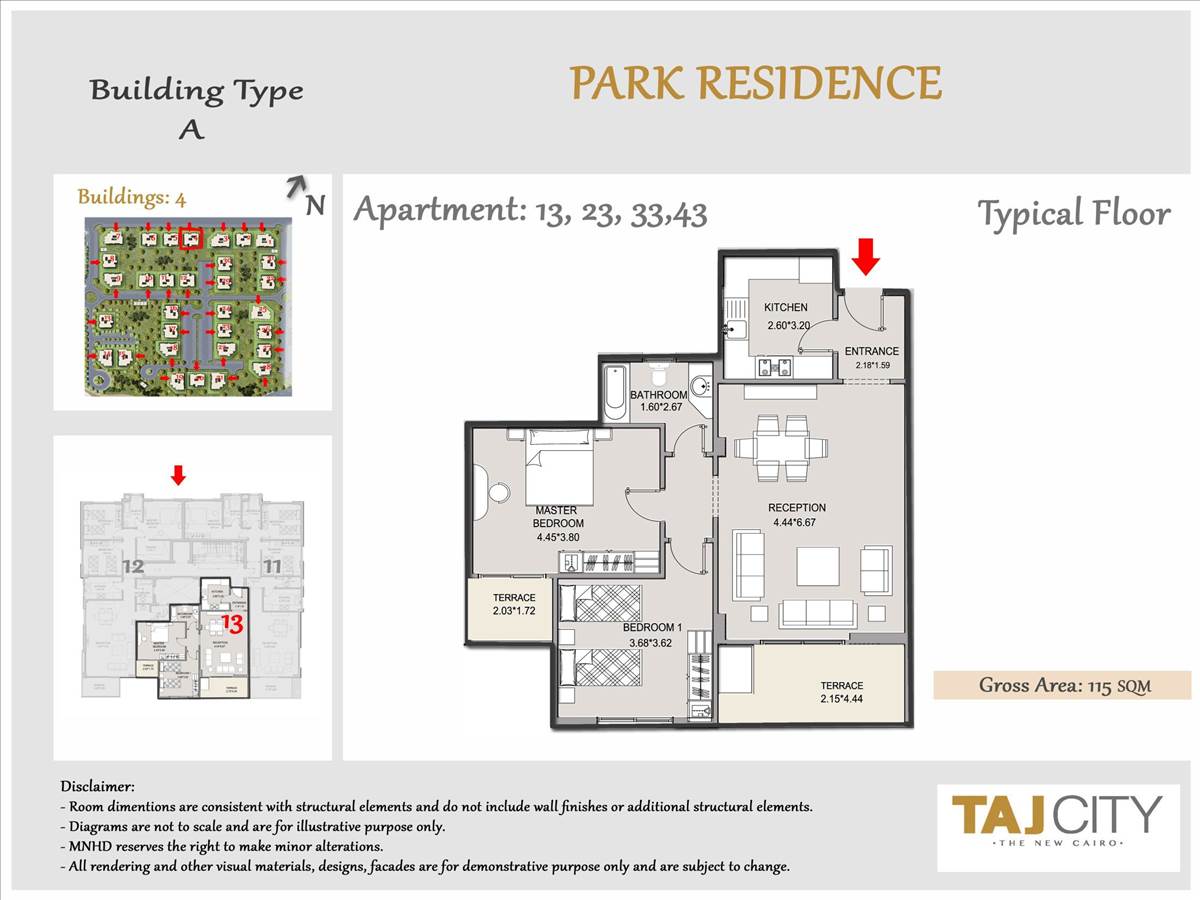 Building Type
A
PARK RESIDENCE
Buildings: 4
N
Apartment: 13, 23, 33,43
Typical Floor
KITCHEN
2.60*3.20
ENTRANCE
2.18*1.59
BATHROOM
1.60*2.67
MASTER
BEDROOM
4.45*3.80
RECEPTION
4.44*6.67
TERRACE
2.03*1.72
BEDROOM 1
3.68*3.62
TERRACE
2.15*4.44
12
11
13
Gross Area: 115 SQM
Disclaimer:
- Room dimentions are consistent with structural elements and do not include wall finishes or additional structural elements.
- Diagrams are not to scale and are for illustrative purpose only.
- MNHD reserves the right to make minor alterations.
- All rendering and other visual materials, designs, facades are for demonstrative purpose only and are subject to change.
TAJ CITY
•THE NEW CAIRO•